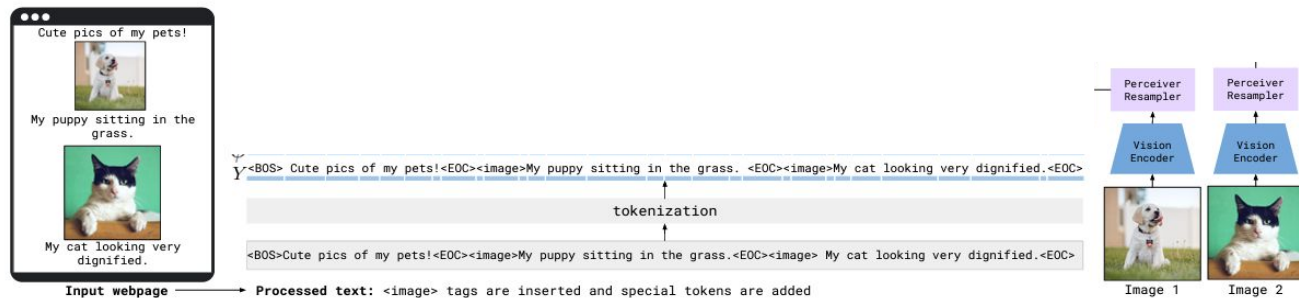 Cute pics of my pets!
My puppy sitting in the
grass.
My cat looking very
dignified.
Input webpage
Y <BOS> Cute pics of my pets!<EOC><image>My puppy sitting in the grass. <EOC><image>My cat looking very dignified.<EOC>
tokenization
<BOS>Cute pics of my pets!<EOC><image>My puppy sitting in the grass.<EOC><image> My cat looking very dignified.<EOC>
Processed text: <image> tags are inserted and special tokens are added
Perceiver
Resampler
Perceiver
Resampler
Vision
Encoder
Vision
Encoder
Image 1
Image 2